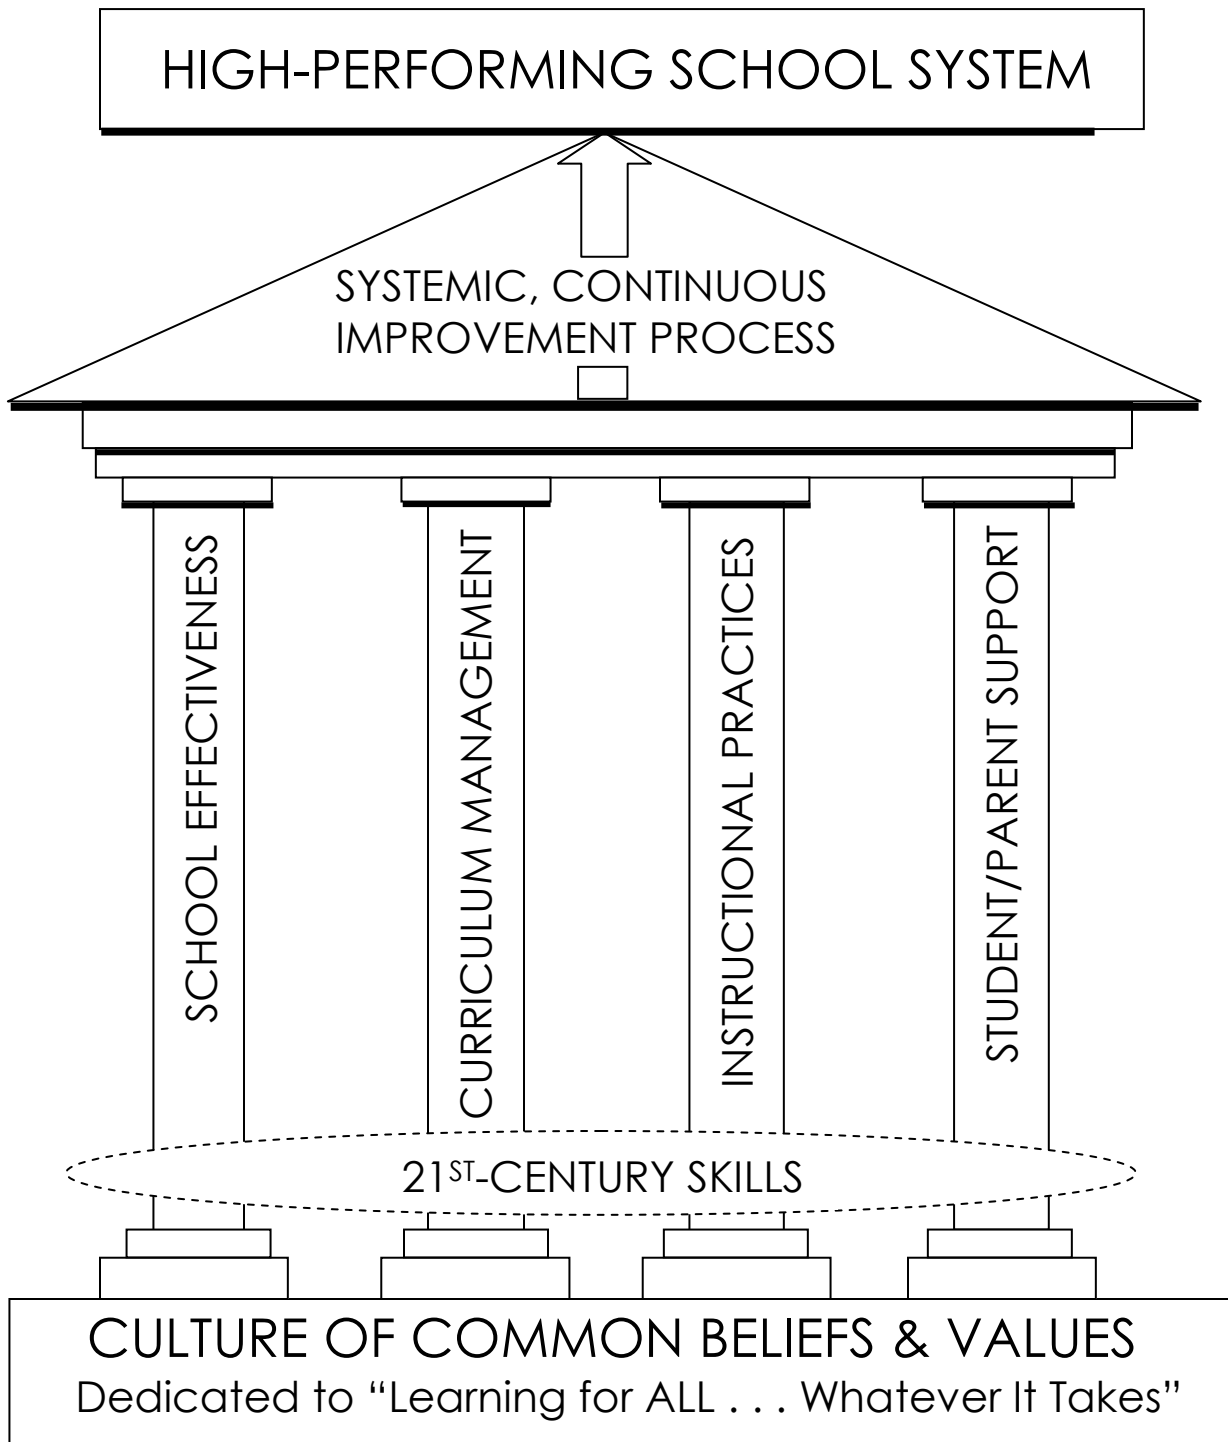 HIGH-PERFORMING SCHOOL SYSTEM
SYSTEMIC, CONTINUOUS
IMPROVEMENT PROCESS
SCHOOL EFFECTIVENESS
CURRICULUM MANAGEMENT
INSTRUCTIONAL PRACTICES
STUDENT/PARENT SUPPORT
21ST-CENTURY SKILLS
CULTURE OF COMMON BELIEFS & VALUES
Dedicated to “Learning for ALL . . . Whatever It Takes”